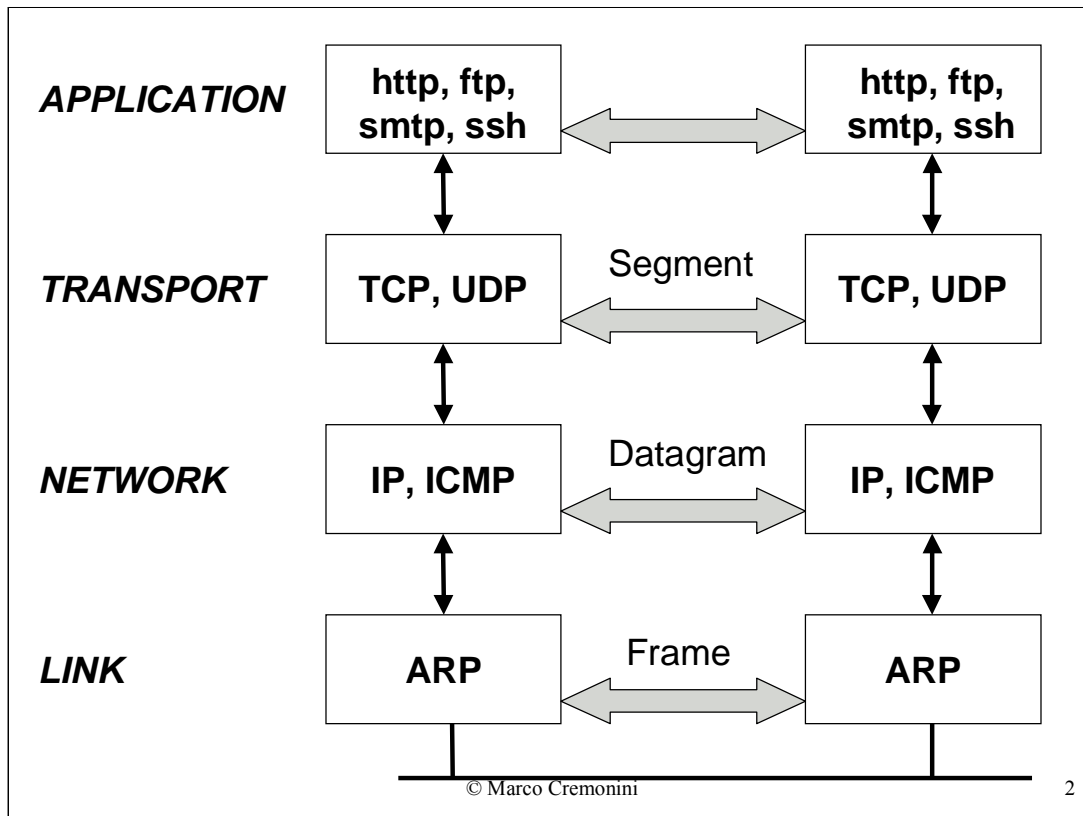 APPLICATION
http, ftp,
smtp, ssh
http, ftp,
smtp, ssh
TRANSPORT
TCP, UDP
Segment
TCP, UDP
NETWORK
IP, ICMP
Datagram
IP, ICMP
LINK
ARP
Frame
ARP
© Marco Cremonini
2